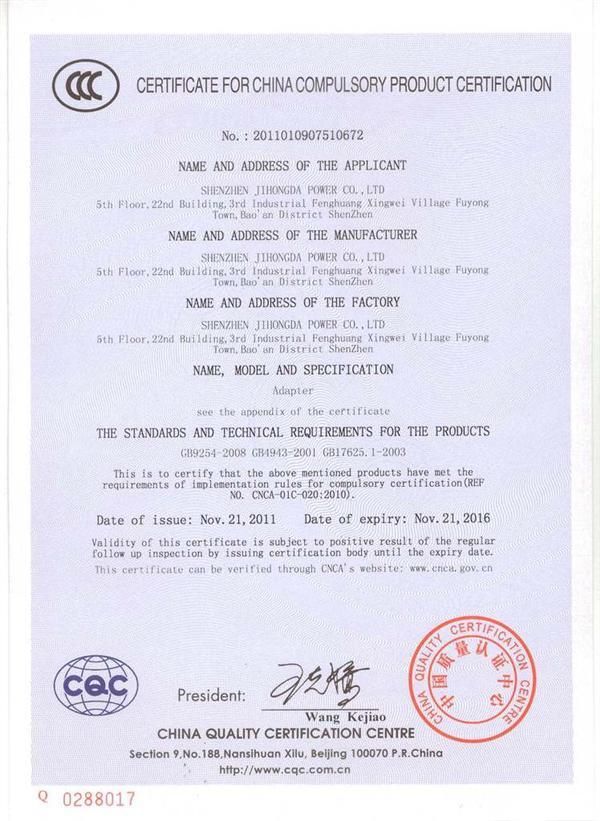 CCC
CERTIFICATE FOR CHINA COMPULSORY PRODUCT CERTIFICATION
No. : 2011010907510672
NAME AND ADDRESS OF THE APPLICANT
SHENZHEN JIHONGDA POWER CO.,LTD
5th Floor,22nd Building,3rd Industrial Fenghuang Xingwei Village Fuyong
Town,Bao'an District ShenZhen
NAME AND ADDRESS OF THE MANUFACTURER
SHENZHEN JIHONGDA POWER CO.,LTD
5th Floor,22nd Building,3rd Industrial Fenghuang Xingwei Village Fuyong
Town,Bao'an District ShenZhen
NAME AND ADDRESS OF THE FACTORY
SHENZHEN JIHONGDA POWER CO.,LTD
5th Floor,22nd Building,3rd Industrial Fenghuang Xingwei Village Fuyong
Town,Bao'an District ShenZhen
NAME, MODEL AND SPECIFICATION
Adapter
see the appendix of the certificate
THE STANDARDS AND TECHNICAL REQUIREMENTS FOR THE PRODUCTS
GB9254-2008 GB4943-2001 GB17625.1-2003
This is to certify that the above mentioned products have met the
requirements of implementation rules for compulsory certification(REF
NO. CNCA-01C-020:2010).
Date of issue: Nov.21,2011 Date of expiry: Nov.21,2016
Validity of this certificate is subject to positive result of the regular
follow up inspection by issuing certification body until the expiry date.
This certificate can be verified through CNCA's website: www.cnca.gov.cn
CHINA QUALITY CERTIFICATION CENTRE
中国质量认证中心
CQC
President: 王克娇
Wang Kejiao
CHINA QUALITY CERTIFICATION CENTRE
Section 9,No.188,Nansihuan Xilu, Beijing 100070 P.R.China
http://www.cqc.com.cn
Q 0288017